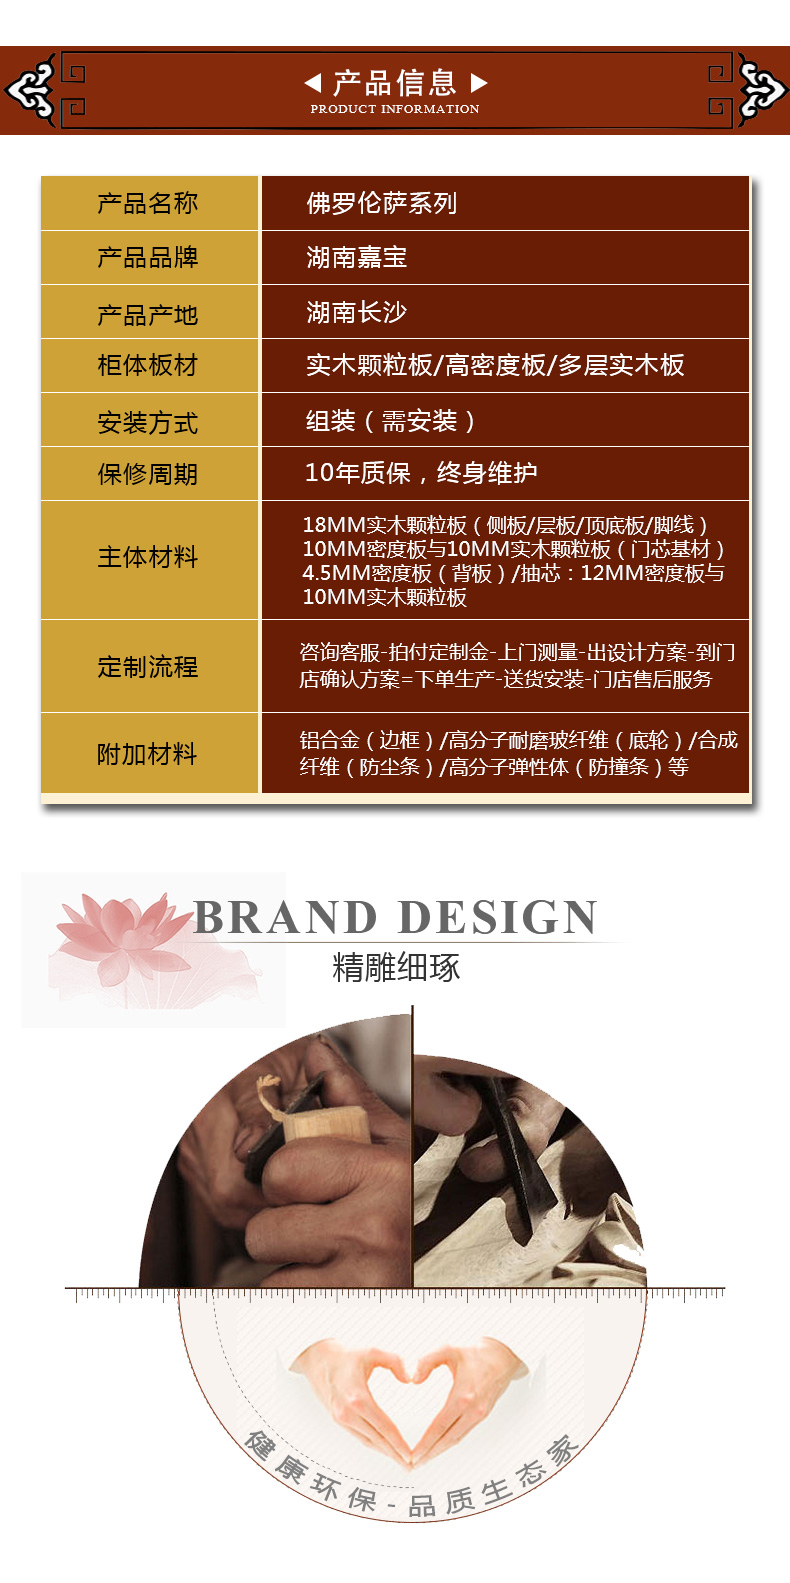 产品信息
PRODUCT INFORMATION
产品名称
佛罗伦萨系列
产品品牌
湖南嘉宝
产品产地
湖南长沙
柜体板材
实木颗粒板/高密度板/多层实木板
安装方式
组装（需安装）
保修周期
10年质保，终身维护
主体材料
18MM实木颗粒板（侧板/层板/顶底板/脚线）
10MM密度板与10MM实木颗粒板（门芯基材）
4.5MM密度板（背板）/抽芯：12MM密度板与
10MM实木颗粒板
定制流程
咨询客服-拍付定制金-上门测量-出设计方案-到门
店确认方案=下单生产-送货安装-门店售后服务
附加材料
铝合金（边框）/高分子耐磨玻纤维（底轮）/合成
纤维（防尘条）/高分子弹性体（防撞条）等
BRAND DESIGN
精雕细琢
健康环保-品质生态家